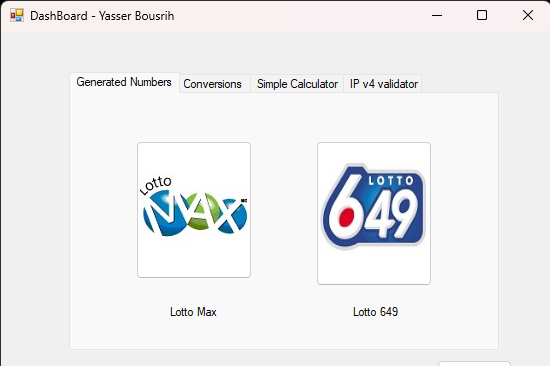 DashBoard - Yasser Bousrih
Generated Numbers Conversions Simple Calculator IP v4 validator
Lotto
MAX
LOTTO
649
Lotto Max Lotto 649